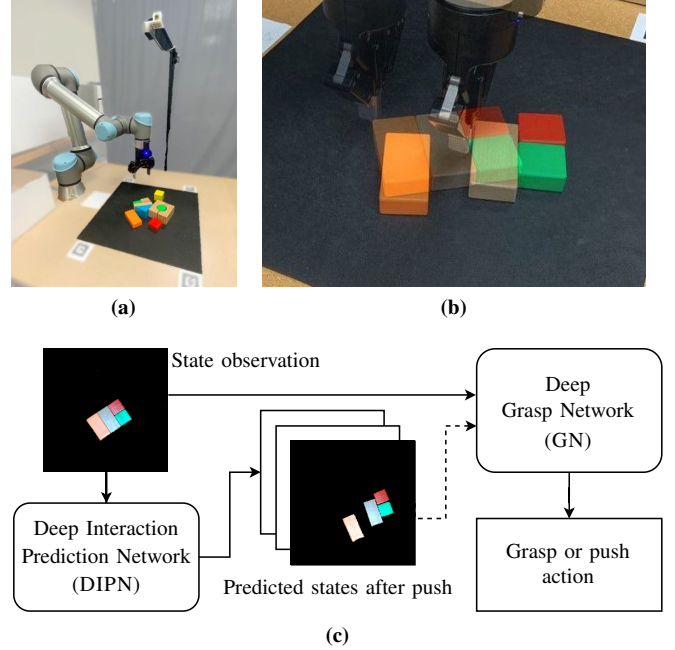 (a)
(b)
State observation
Deep
Grasp Network
(GN)
Deep Interaction
Prediction Network
(DIPN)
Predicted states after push
Grasp or push
action
(c)